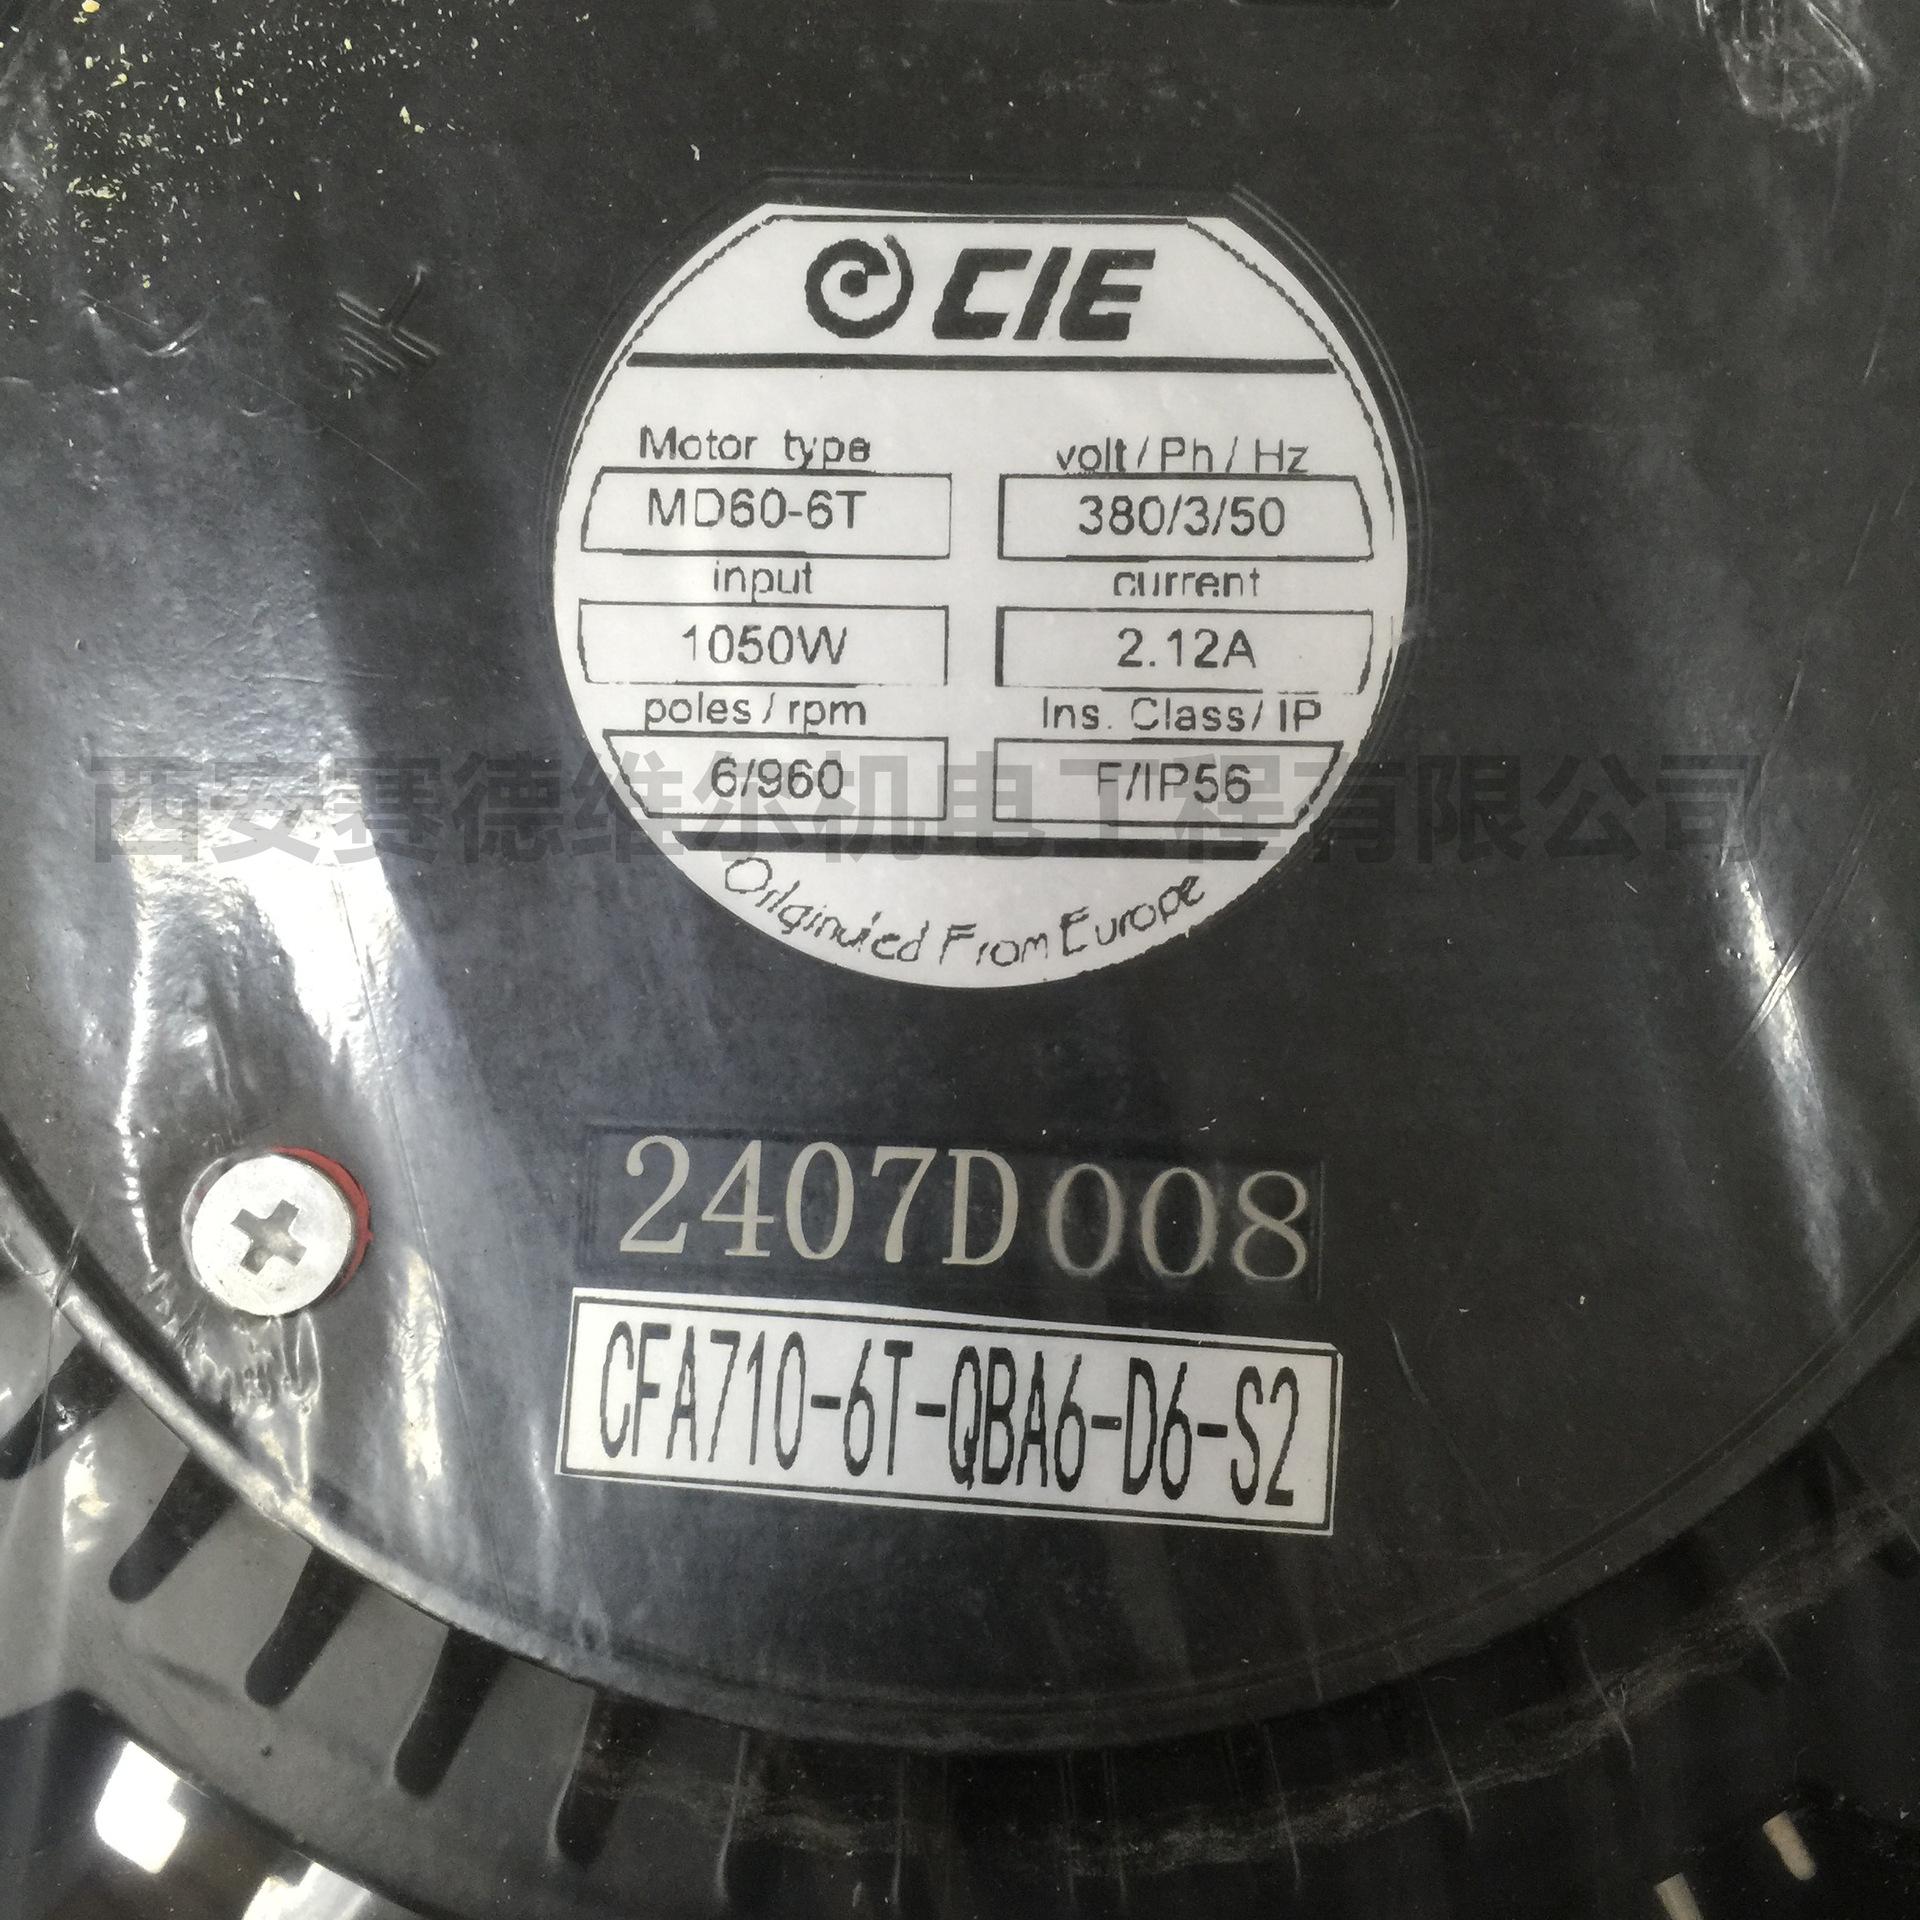 CIE
Motor type volt / Ph / Hz
MD60-6T 380/3/50
input current
1050W 2.12A
poles / rpm Ins. Class/ IP
6/960 F/IP56
西安赛德维尔机电工程有限公司
Oilginuled From Europe
2407D008
CFA710-6T-QBA6-D6-S2